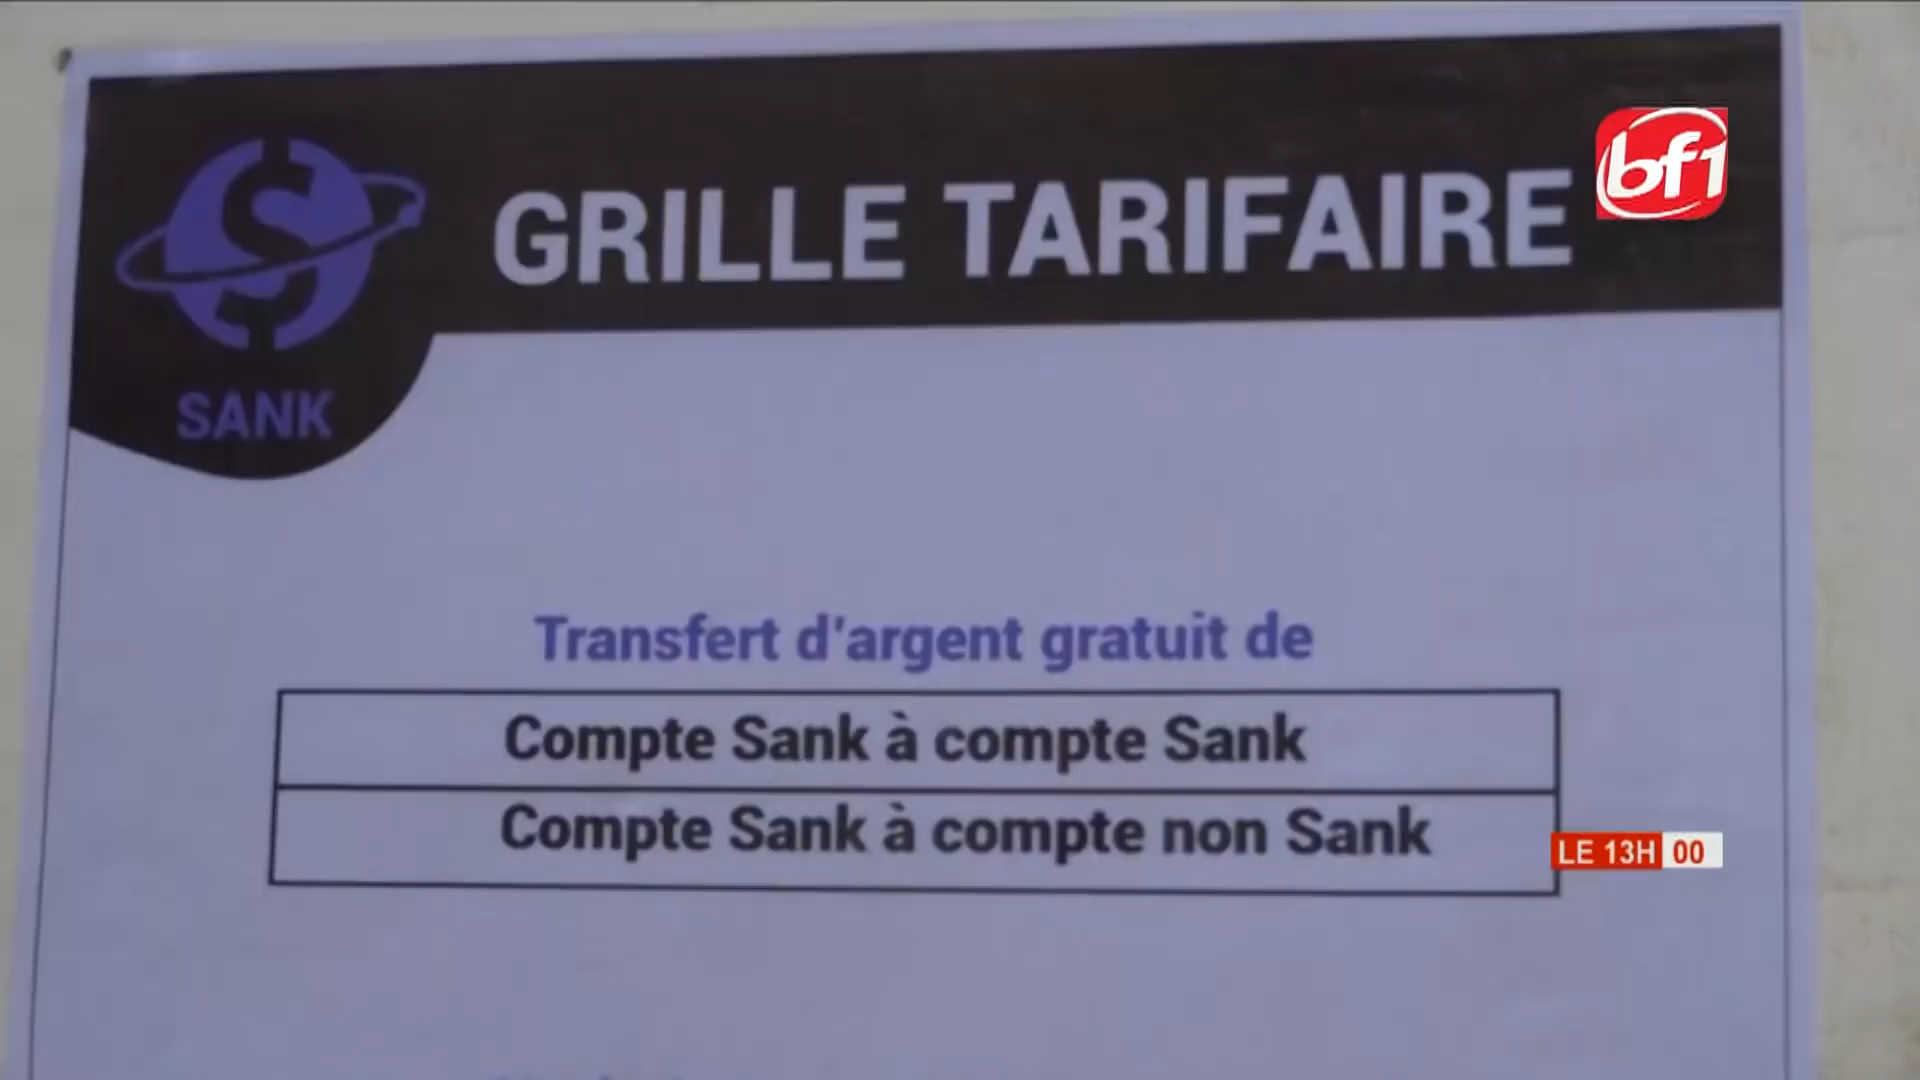 GRILLE TARIFAIRE
bf1
SANK
Transfert d'argent gratuit de
Compte Sank à compte Sank
Compte Sank à compte non Sank
LE 13H 00